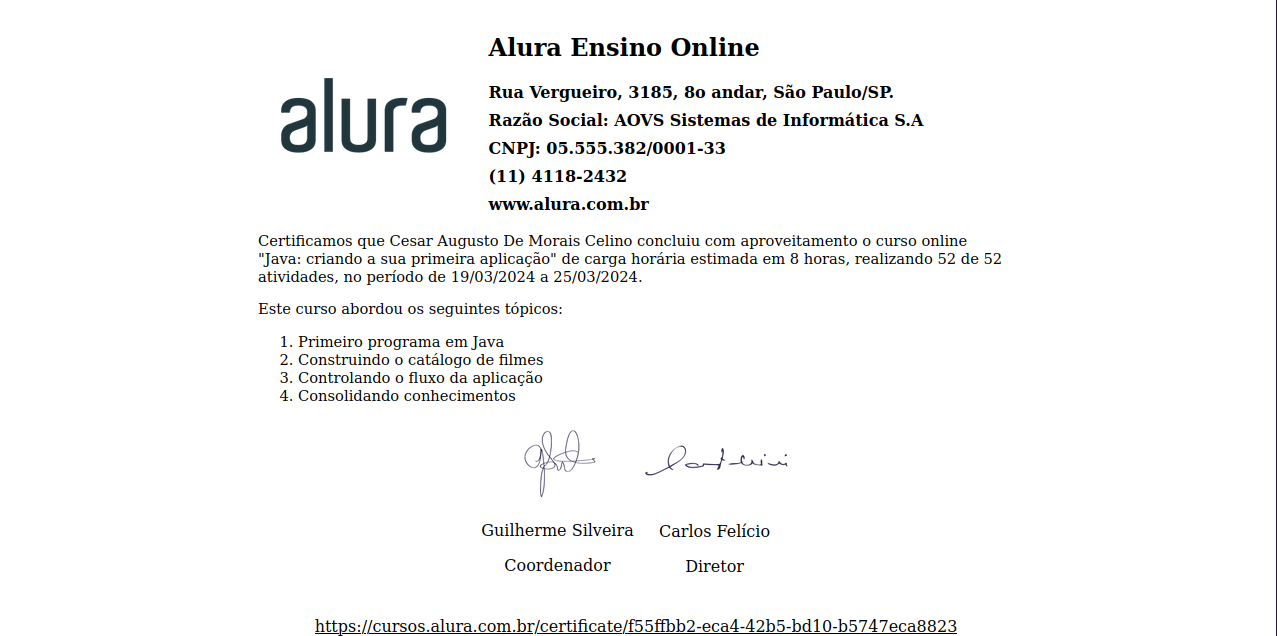 alura
Alura Ensino Online
Rua Vergueiro, 3185, 8o andar, São Paulo/SP.
Razão Social: AOVS Sistemas de Informática S.A
CNPJ: 05.555.382/0001-33
(11) 4118-2432
www.alura.com.br
Certificamos que Cesar Augusto De Morais Celino concluiu com aproveitamento o curso online
"Java: criando a sua primeira aplicação" de carga horária estimada em 8 horas, realizando 52 de 52
atividades, no período de 19/03/2024 a 25/03/2024.
Este curso abordou os seguintes tópicos:
1. Primeiro programa em Java
2. Construindo o catálogo de filmes
3. Controlando o fluxo da aplicação
4. Consolidando conhecimentos
Guilherme Silveira Carlos Felício
Coordenador Diretor
https://cursos.alura.com.br/certificate/f55ffbb2-eca4-42b5-bd10-b5747eca8823